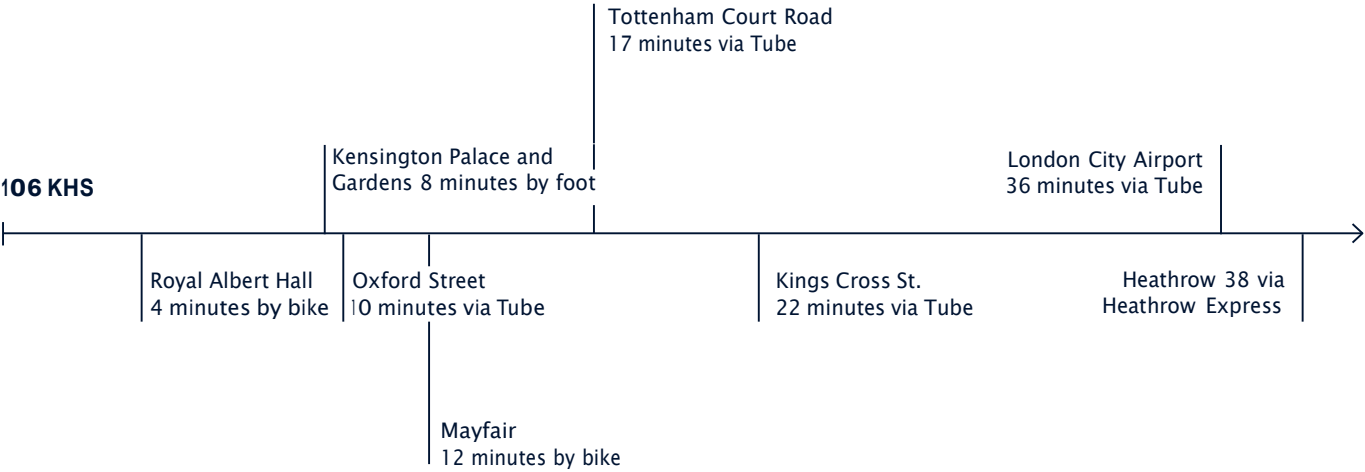 Tottenham Court Road
17 minutes via Tube
Kensington Palace and
Gardens 8 minutes by foot
London City Airport
36 minutes via Tube
106 KHS
Royal Albert Hall
4 minutes by bike
Oxford Street
10 minutes via Tube
Kings Cross St.
22 minutes via Tube
Heathrow 38 via
Heathrow Express
Mayfair
12 minutes by bike